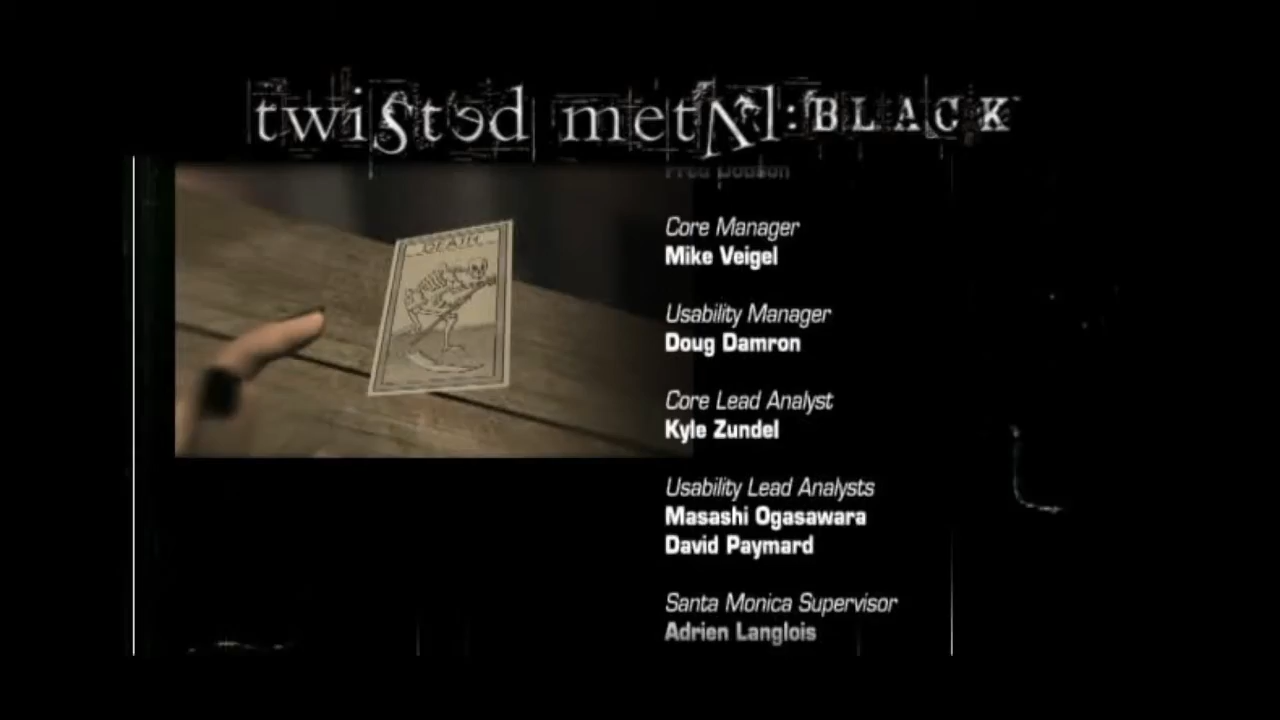 twisted metal: BLACK
DEATH
Core Manager
Mike Veigel
Usability Manager
Doug Damron
Core Lead Analyst
Kyle Zundel
Usability Lead Analysts
Masashi Ogasawara
David Paymard
Santa Monica Supervisor
Adrien Langlois